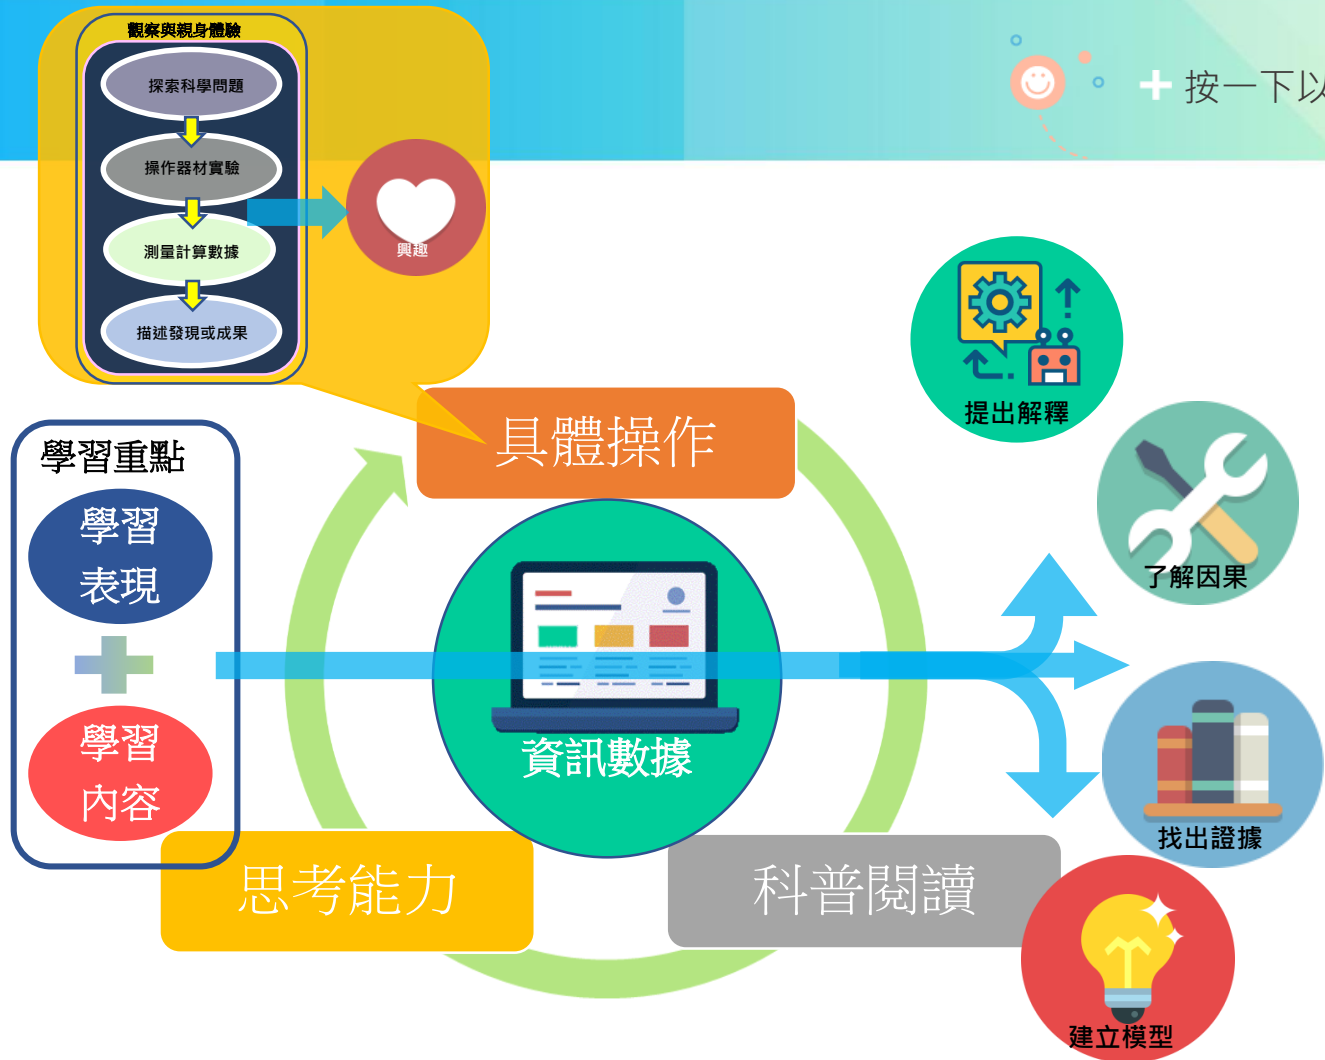 觀察與親身體驗
探索科學問題
操作器材實驗
測量計算數據
描述發現或成果
興趣
按一下以
提出解釋
了解因果
找出證據
建立模型
具體操作
學習重點
學習
表現
學習
內容
資訊數據
思考能力
科普閱讀